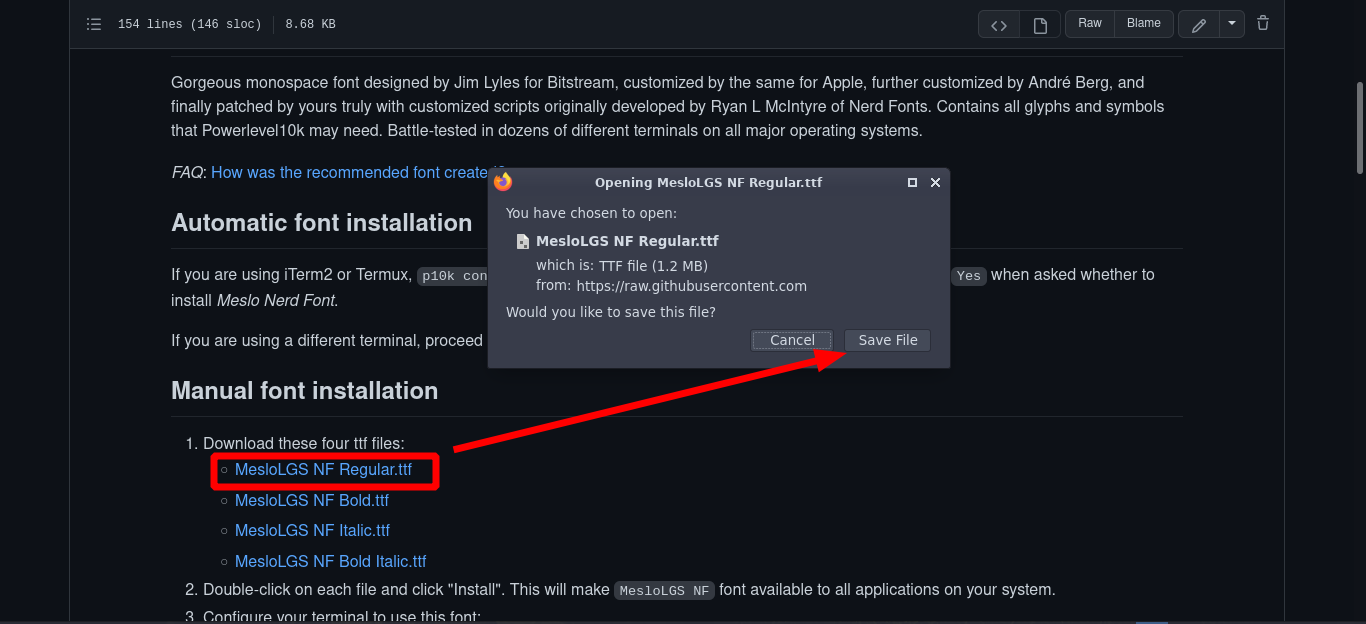 154 lines (146 sloc) 8.68 KB
Raw Blame
Gorgeous monospace font designed by Jim Lyles for Bitstream, customized by the same for Apple, further customized by André Berg, and
finally patched by yours truly with customized scripts originally developed by Ryan L McIntyre of Nerd Fonts. Contains all glyphs and symbols
that Powerlevel10k may need. Battle-tested in dozens of different terminals on all major operating systems.
FAQ: How was the recommended font create
Opening MesloLGS NF Regular.ttf
You have chosen to open:
MesloLGS NF Regular.ttf
which is: TTF file (1.2 MB)
from: https://raw.githubusercontent.com
Would you like to save this file?
Cancel Save File
Automatic font installation
If you are using iTerm2 or Termux, p10k con Yes when asked whether to
install Meslo Nerd Font.
If you are using a different terminal, proceed
Manual font installation
1. Download these four ttf files:
○ MesloLGS NF Regular.ttf
○ MesloLGS NF Bold.ttf
○ MesloLGS NF Italic.ttf
○ MesloLGS NF Bold Italic.ttf
2. Double-click on each file and click "Install". This will make MesloLGS NF font available to all applications on your system.
3. Configure your terminal to use this font: